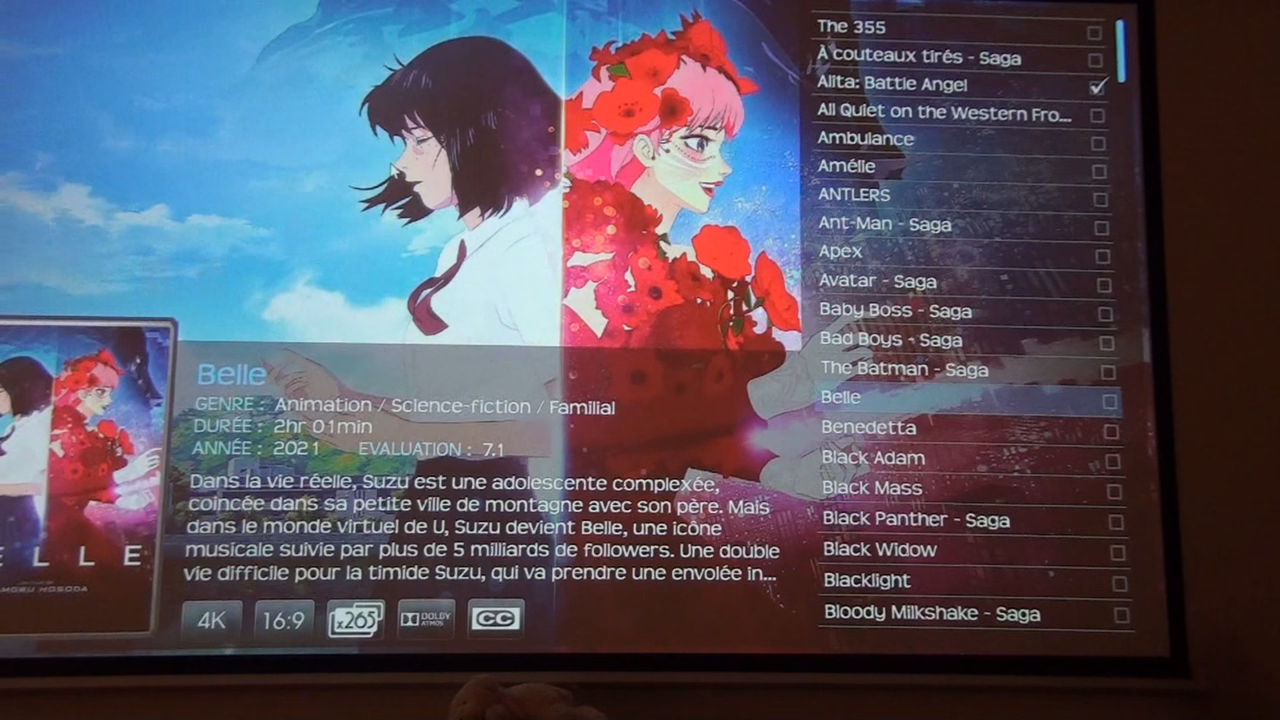 The 355
À couteaux tirés - Saga
Alita: Battle Angel
All Quiet on the Western Fro...
Ambulance
Amélie
ANTLERS
Ant-Man - Saga
Apex
Avatar - Saga
Baby Boss - Saga
Bad Boys - Saga
The Batman - Saga
Belle
Benedetta
Black Adam
Black Mass
Black Panther - Saga
Black Widow
Blacklight
Bloody Milkshake - Saga
Belle
GENRE : Animation / Science-fiction / Familial
DURÉE : 2hr 01min
ANNÉE : 2021 EVALUATION : 7.1
Dans la vie réelle, Suzu est une adolescente complexée,
coincée dans sa petite ville de montagne avec son père. Mais
dans le monde virtuel de U, Suzu devient Belle, une icône
musicale suivie par plus de 5 milliards de followers. Une double
vie difficile pour la timide Suzu, qui va prendre une envolée in...
4K 16:9 x265 DOLBY ATMOS CC
ELLE
MORU HOSODA